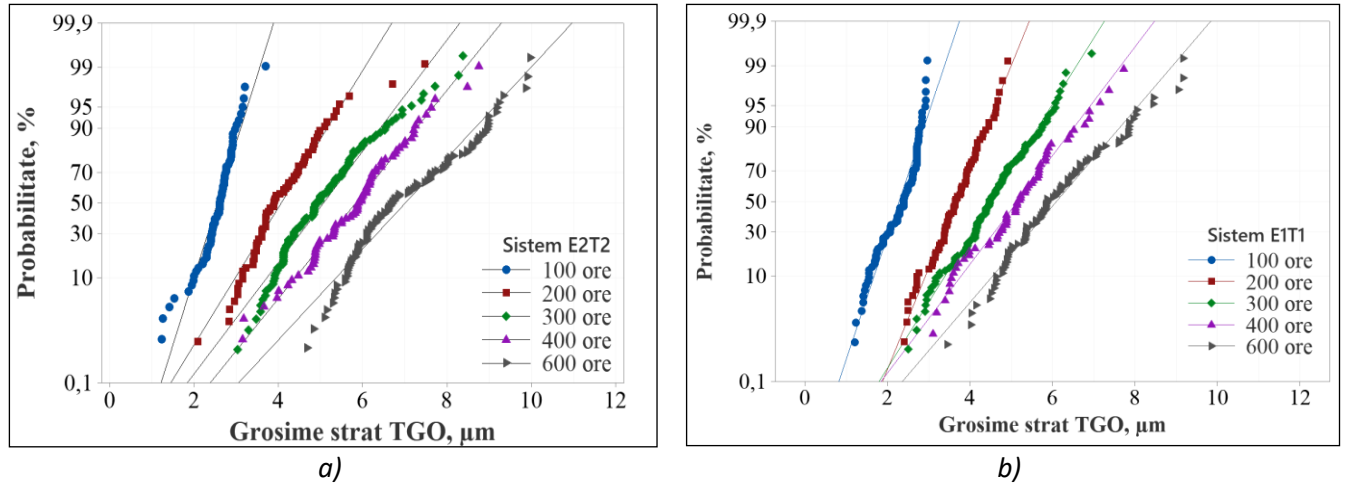 99,9
99
95
90
70
50
30
10
0,1
Probabilitate, %
Sistem E2T2
100 ore
200 ore
300 ore
400 ore
600 ore
0 2 4 6 8 10 12
Grosime strat TGO, µm
a)
99,9
99
95
90
70
50
30
10
0,1
Probabilitate, %
Sistem E1T1
100 ore
200 ore
300 ore
400 ore
600 ore
0 2 4 6 8 10 12
Grosime strat TGO, µm
b)